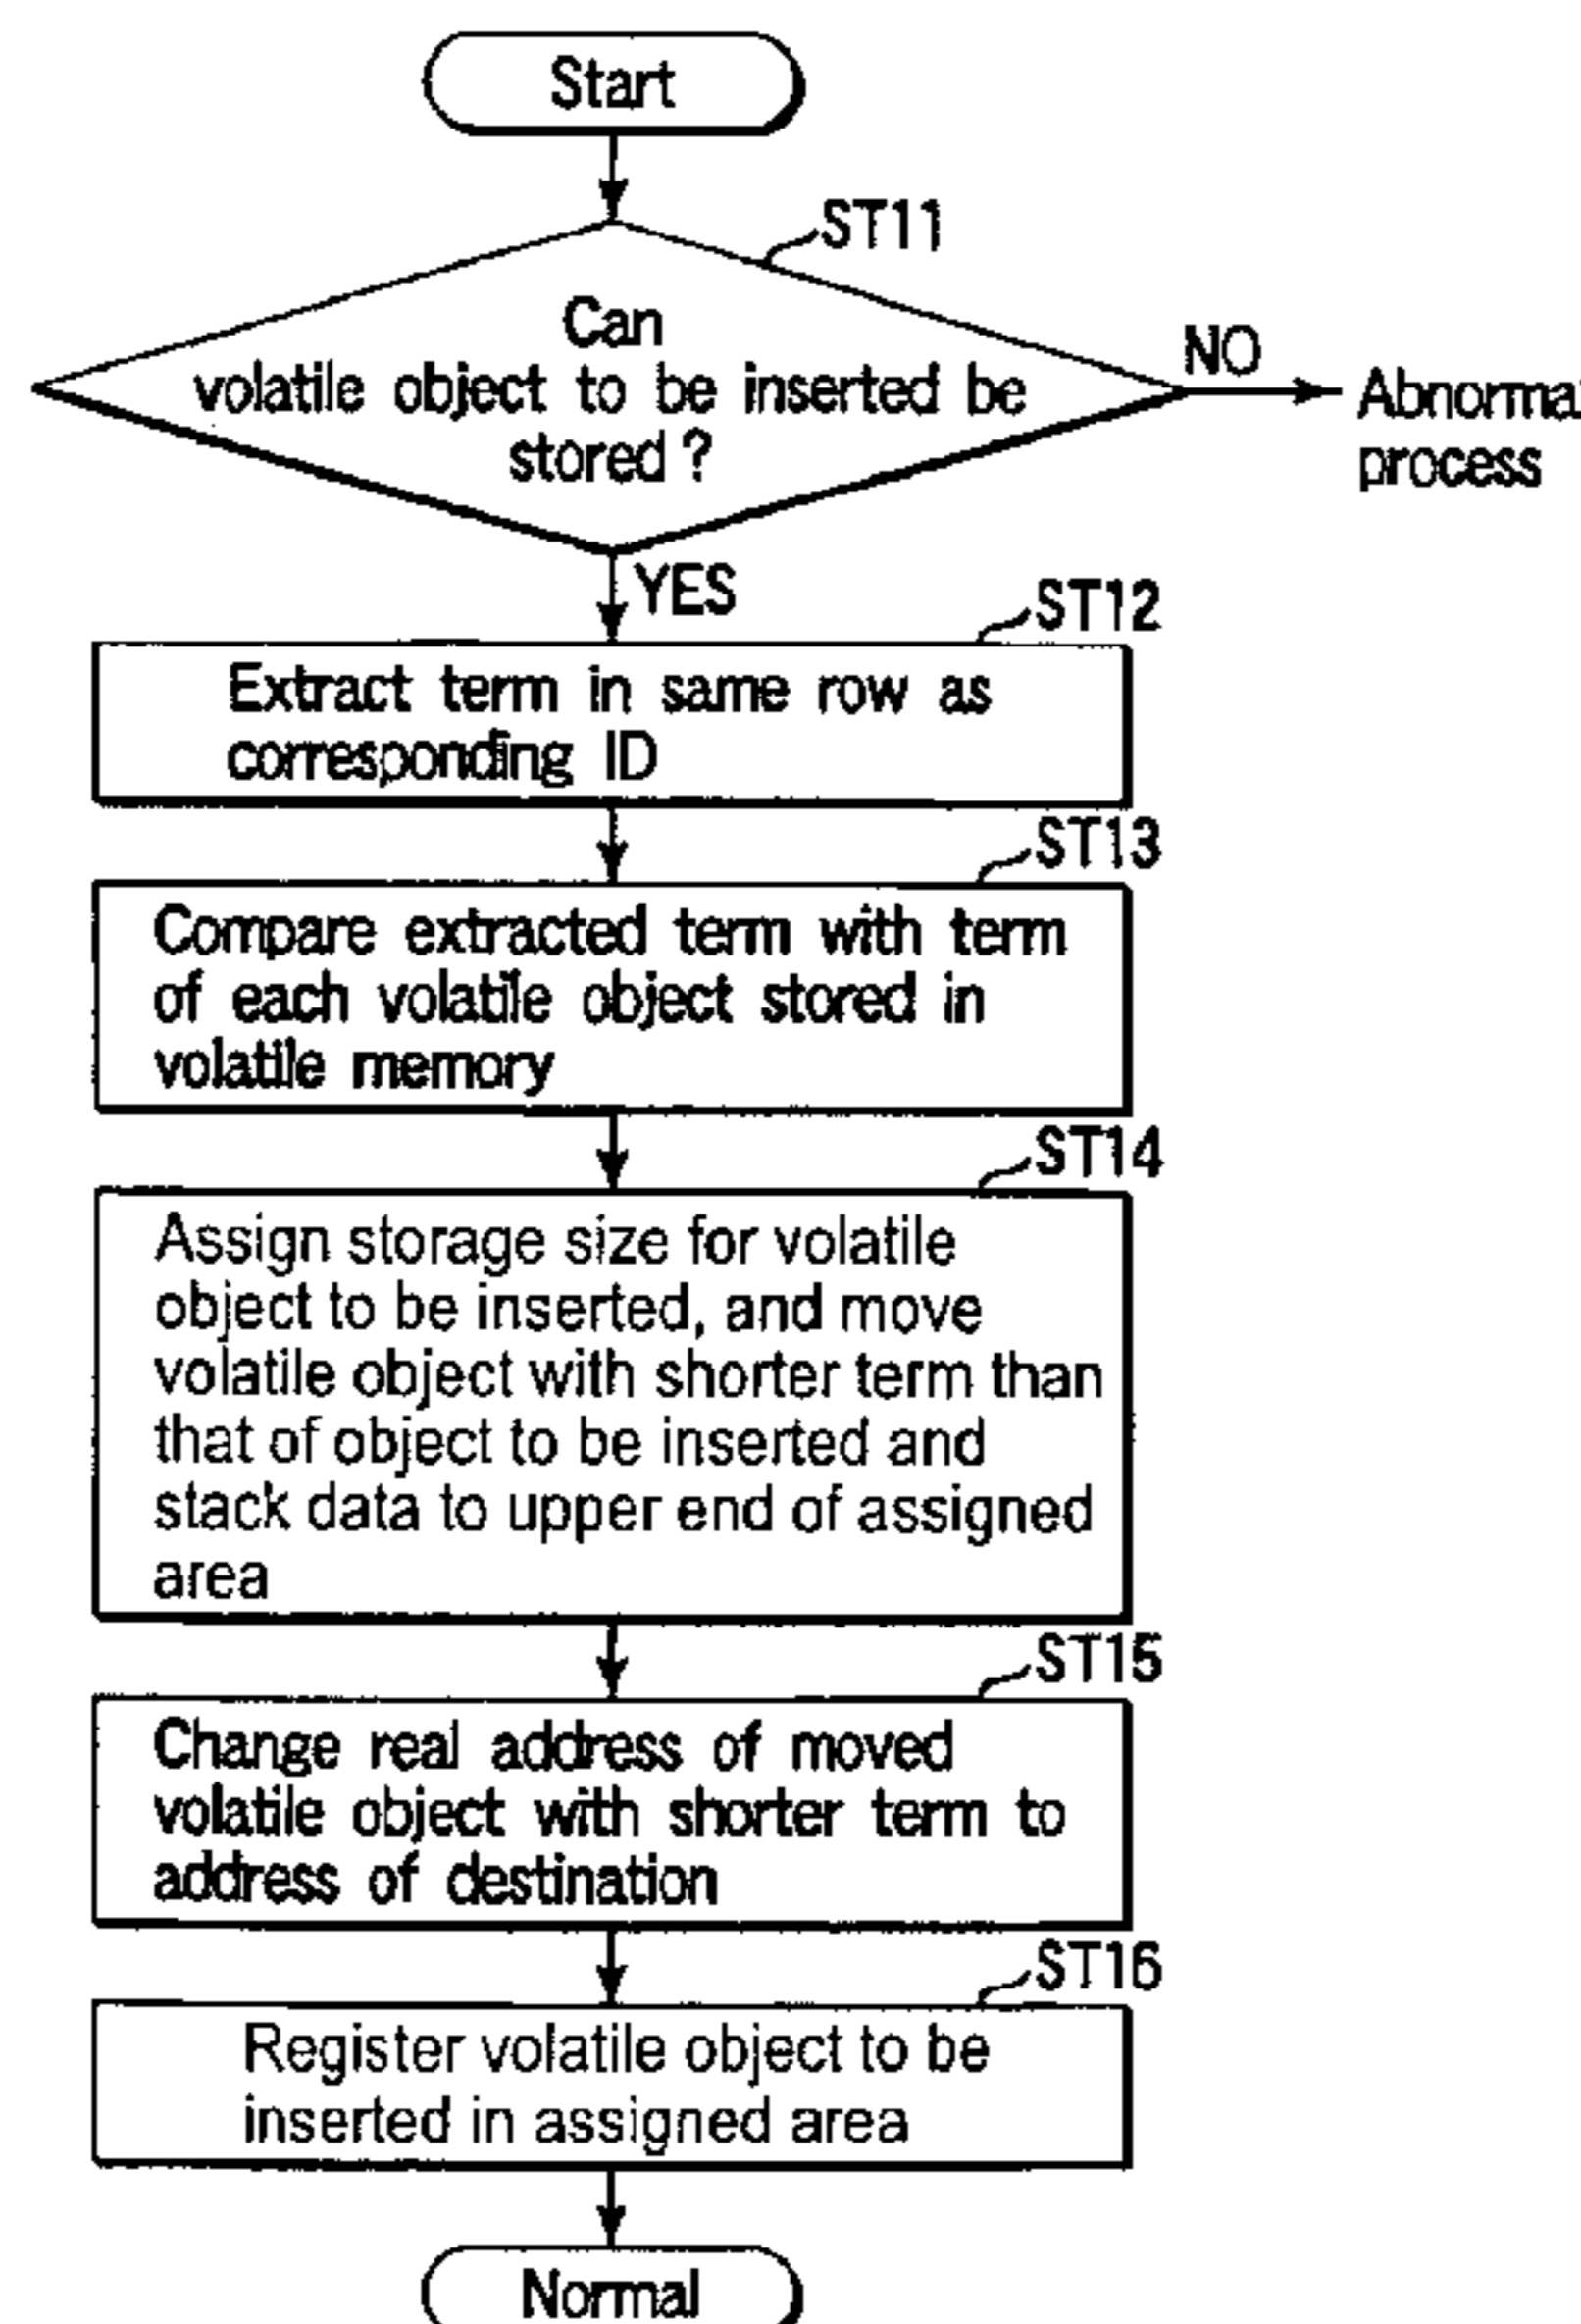 Start
ST11
Can
volatile object to be inserted be
stored ?
NO
Abnormal
process
YES
ST12
Extract term in same row as
corresponding ID
ST13
Compare extracted term with term
of each volatile object stored in
volatile memory
ST14
Assign storage size for volatile
object to be inserted, and move
volatile object with shorter term than
that of object to be inserted and
stack data to upper end of assigned
area
ST15
Change real address of moved
volatile object with shorter term to
address of destination
ST16
Register volatile object to be
inserted in assigned area
Normal